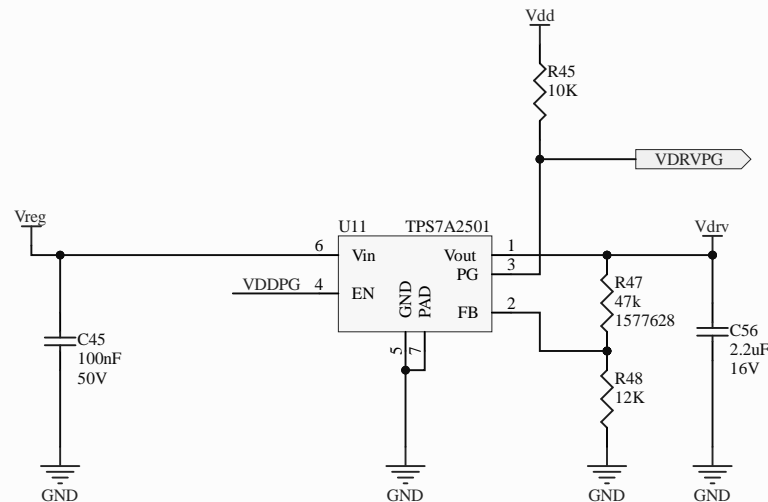 Vdd
R45
10K
VDRVPG
Vreg
U11
TPS7A2501
Vdrv
6
Vin
Vout
1
PG
3
VDDPG
4
EN
GND
PAD
FB
2
5
7
R47
47k
1577628
C45
100nF
50V
C56
2.2uF
16V
R48
12K
GND
GND
GND
GND